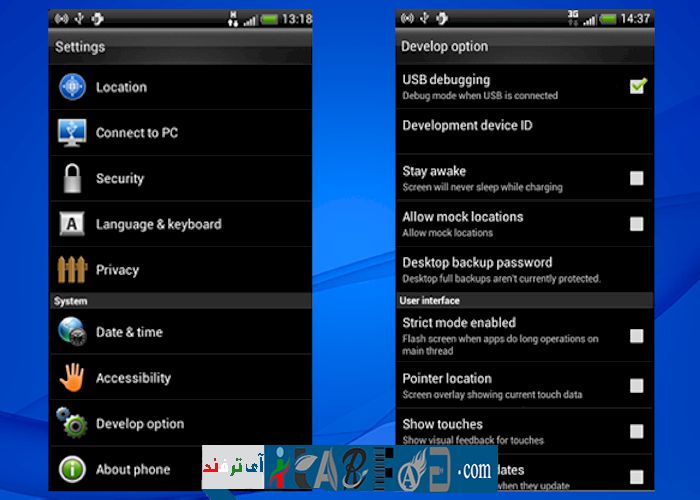 H
13:18
Settings
Location
Connect to PC
Security
A
Language & keyboard
Privacy
System
Date & time
Accessibility
Develop option
About phone
3G
14:37
Develop option
USB debugging
Debug mode when USB is connected
Development device ID
Stay awake
Screen will never sleep while charging
Allow mock locations
Allow mock locations
Desktop backup password
Desktop full backups aren't currently protected.
User interface
Strict mode enabled
Flash screen when apps do long operations on
main thread
Pointer location
Screen overlay showing current touch data
Show touches
Show visual feedback for touches
when they update
آی ترفند
.com